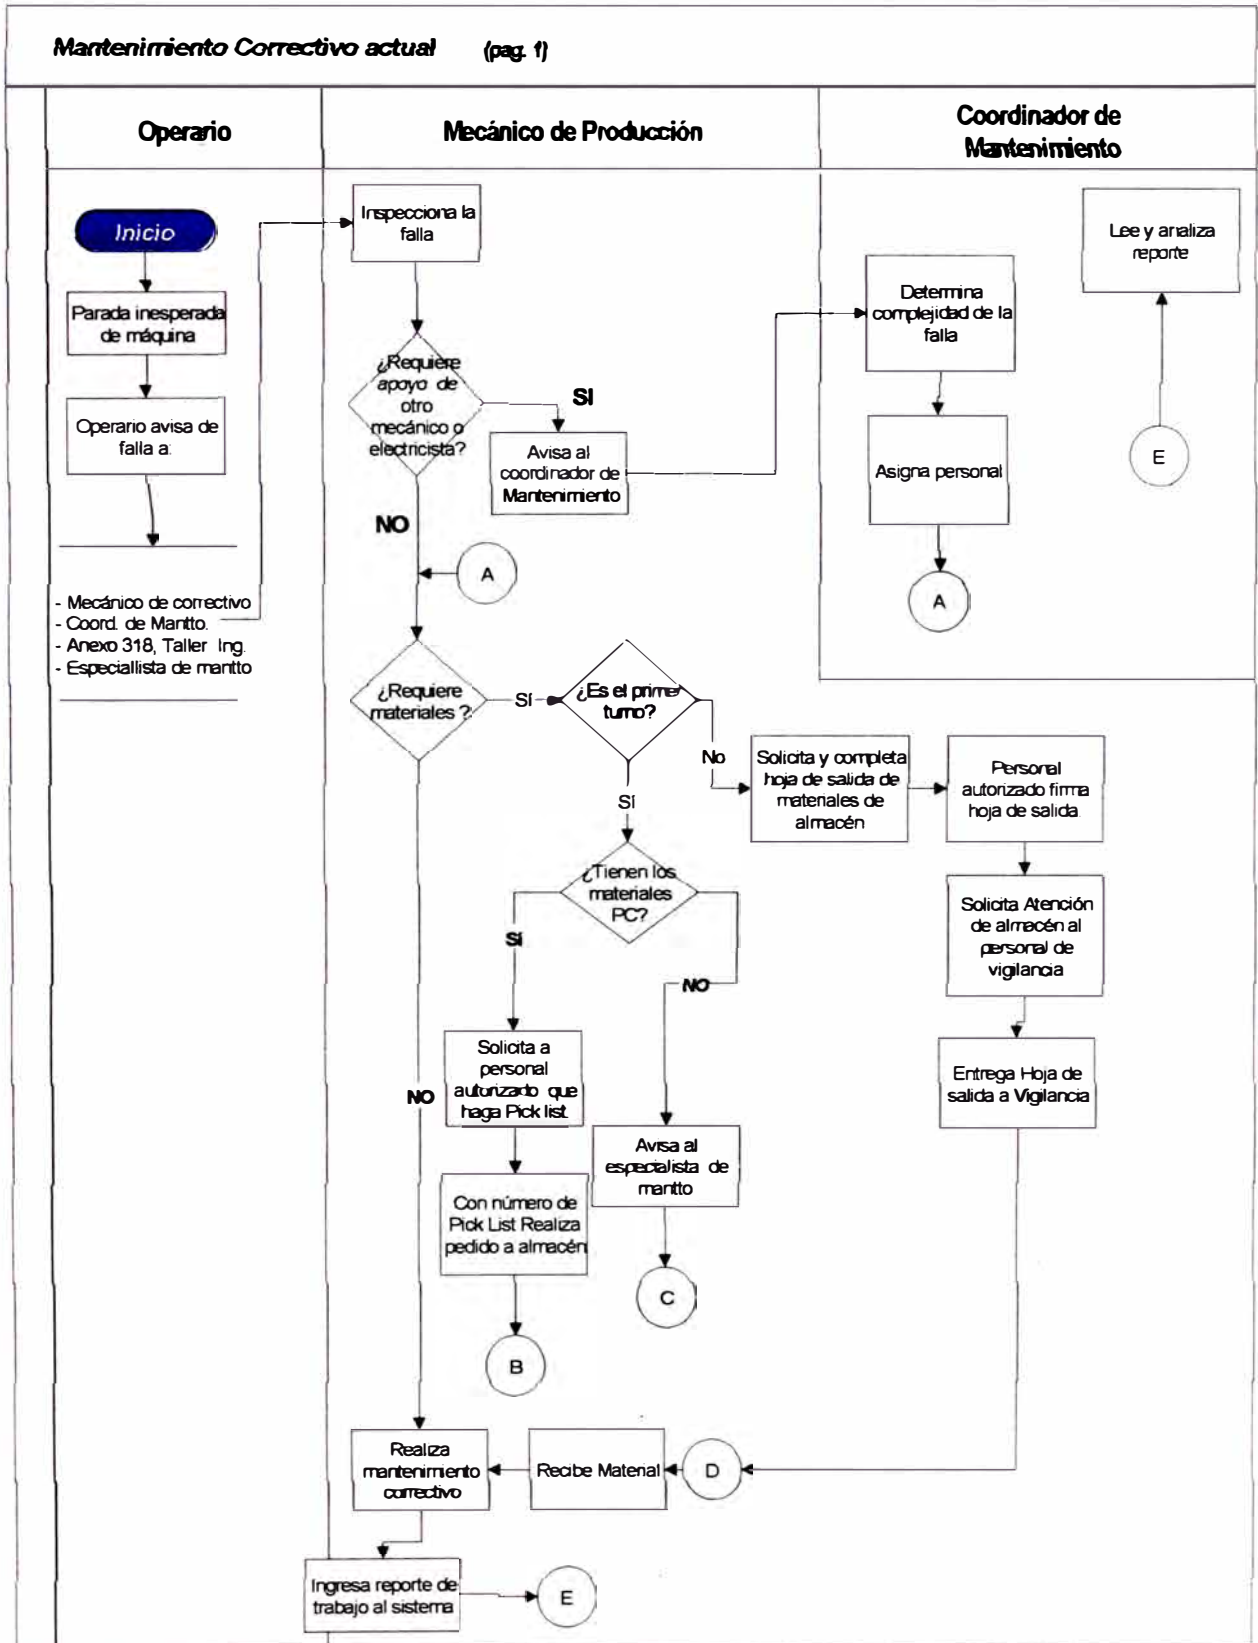 Mantenimiento Correctivo actual (pag. 1)
Operario
Mecánico de Producción
Coordinador de
Mantenimiento
Inicio
Parada inesperada
de máquina
Operario avisa de
falla a:
- Mecánico de correctivo
- Coord. de Mantto.
- Anexo 318, Taller Ing.
- Especiallista de mantto
Inspecciona la
falla
¿Requiere
apoyo de
otro
mecánico o
electricista?
SI
Avisa al
coordinador de
Mantenimiento
NO
A
Determina
complejidad de la
falla
Asigna personal
A
Lee y analiza
reporte
E
¿Requiere
materiales ?
Sí
¿Es el primer
turno?
No
Solicita y completa
hoja de salida de
materiales de
almacén
Personal
autorizado firma
hoja de salida.
Sí
¿Tienen los
materiales
PC?
Solicita Atención
de almacén al
personal de
vigilancia
Sí
NO
Solicita a
personal
autorizado que
haga Pick list.
Entrega Hoja de
salida a Vigilancia
NO
Avisa al
especialista de
mantto
Con número de
Pick List Realiza
pedido a almacén
C
B
Realiza
mantenimiento
correctivo
Recibe Material
D
Ingresa reporte de
trabajo al sistema
E